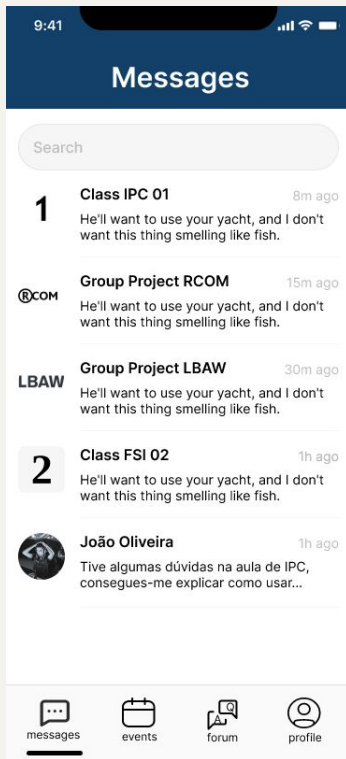 9:41
Messages
Search
1
Class IPC 01
8m ago
He'll want to use your yacht, and I don't
want this thing smelling like fish.
®COM
Group Project RCOM
15m ago
He'll want to use your yacht, and I don't
want this thing smelling like fish.
LBAW
Group Project LBAW
30m ago
He'll want to use your yacht, and I don't
want this thing smelling like fish.
2
Class FSI 02
1h ago
He'll want to use your yacht, and I don't
want this thing smelling like fish.
João Oliveira
1h ago
Tive algumas dúvidas na aula de IPC,
consegues-me explicar como usar...
messages
events
Q
A
forum
profile